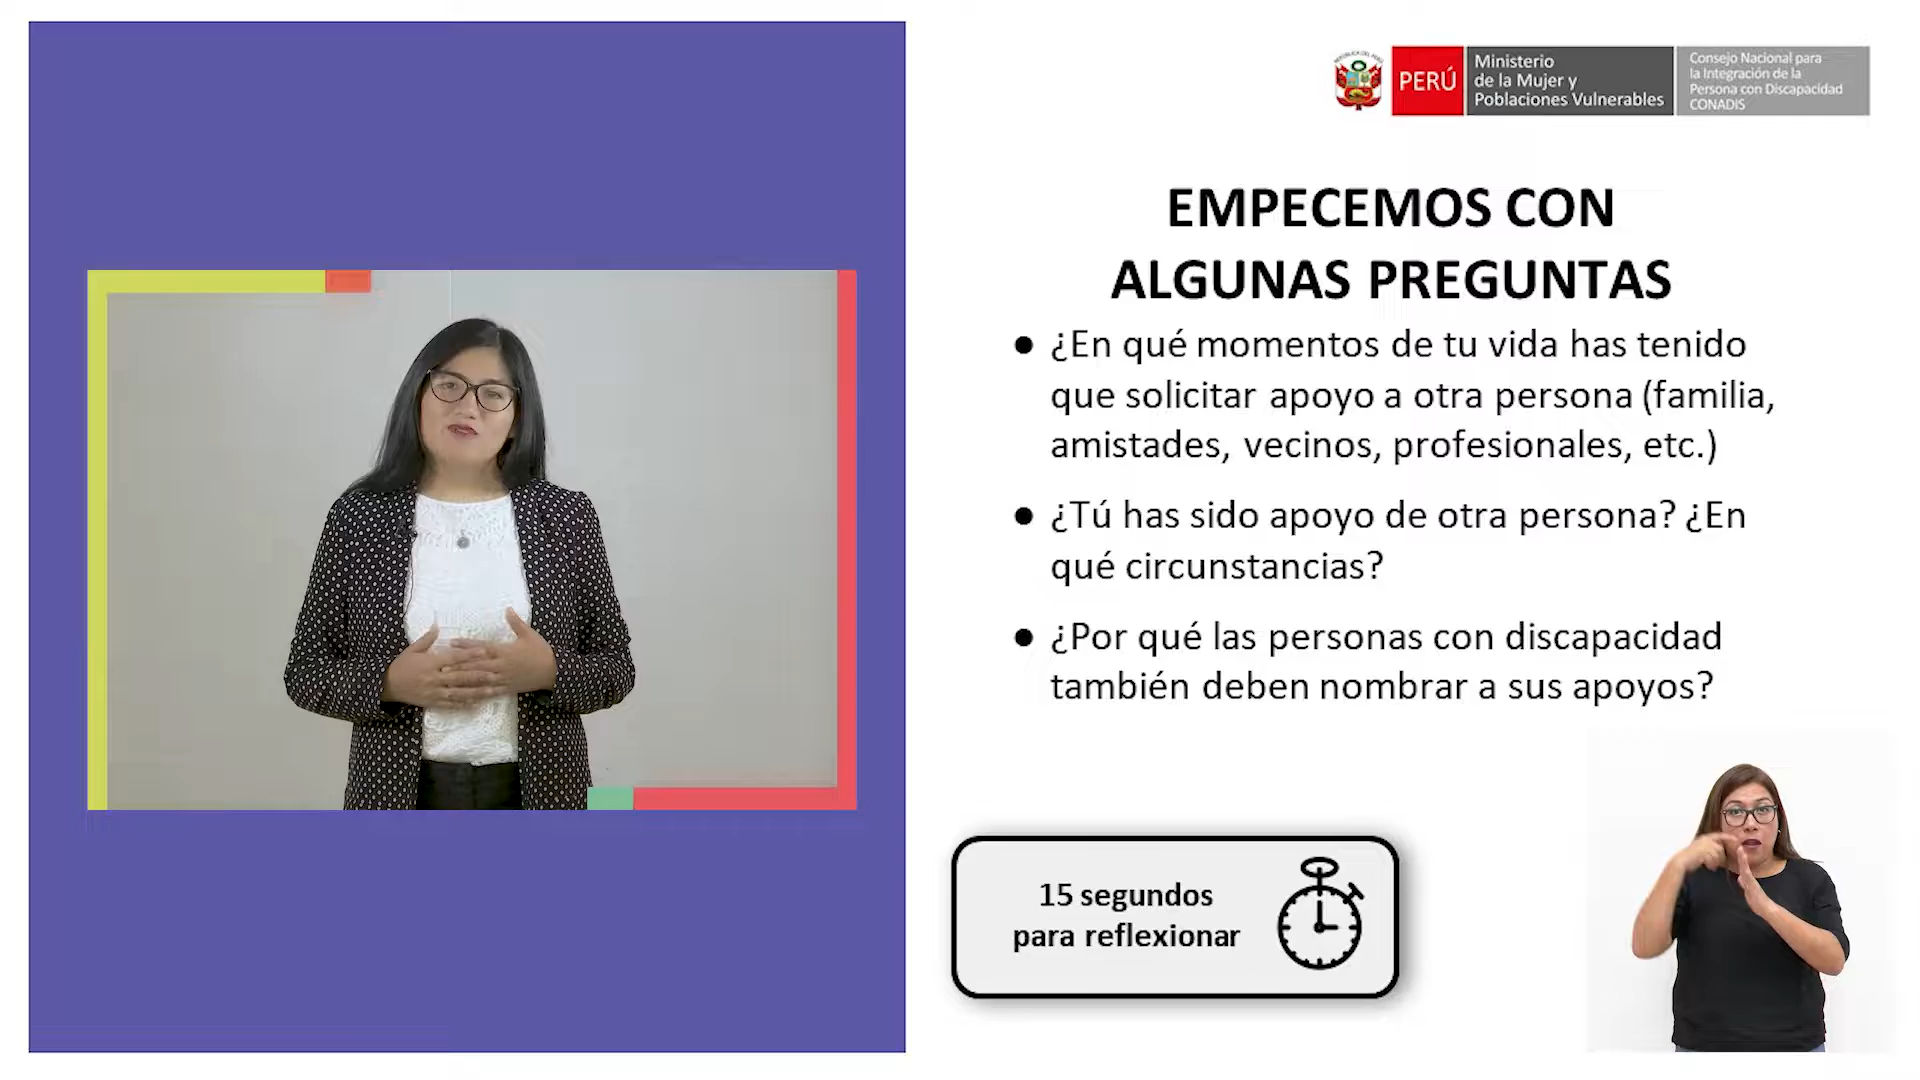 REPÚBLICA DEL PERÚ
PERÚ
Ministerio
de la Mujer y
Poblaciones Vulnerables
Consejo Nacional para
la Integración de la
Persona con Discapacidad
CONADIS
EMPECEMOS CON
ALGUNAS PREGUNTAS
● ¿En qué momentos de tu vida has tenido
que solicitar apoyo a otra persona (familia,
amistades, vecinos, profesionales, etc.)
● ¿Tú has sido apoyo de otra persona? ¿En
qué circunstancias?
● ¿Por qué las personas con discapacidad
también deben nombrar a sus apoyos?
15 segundos
para reflexionar